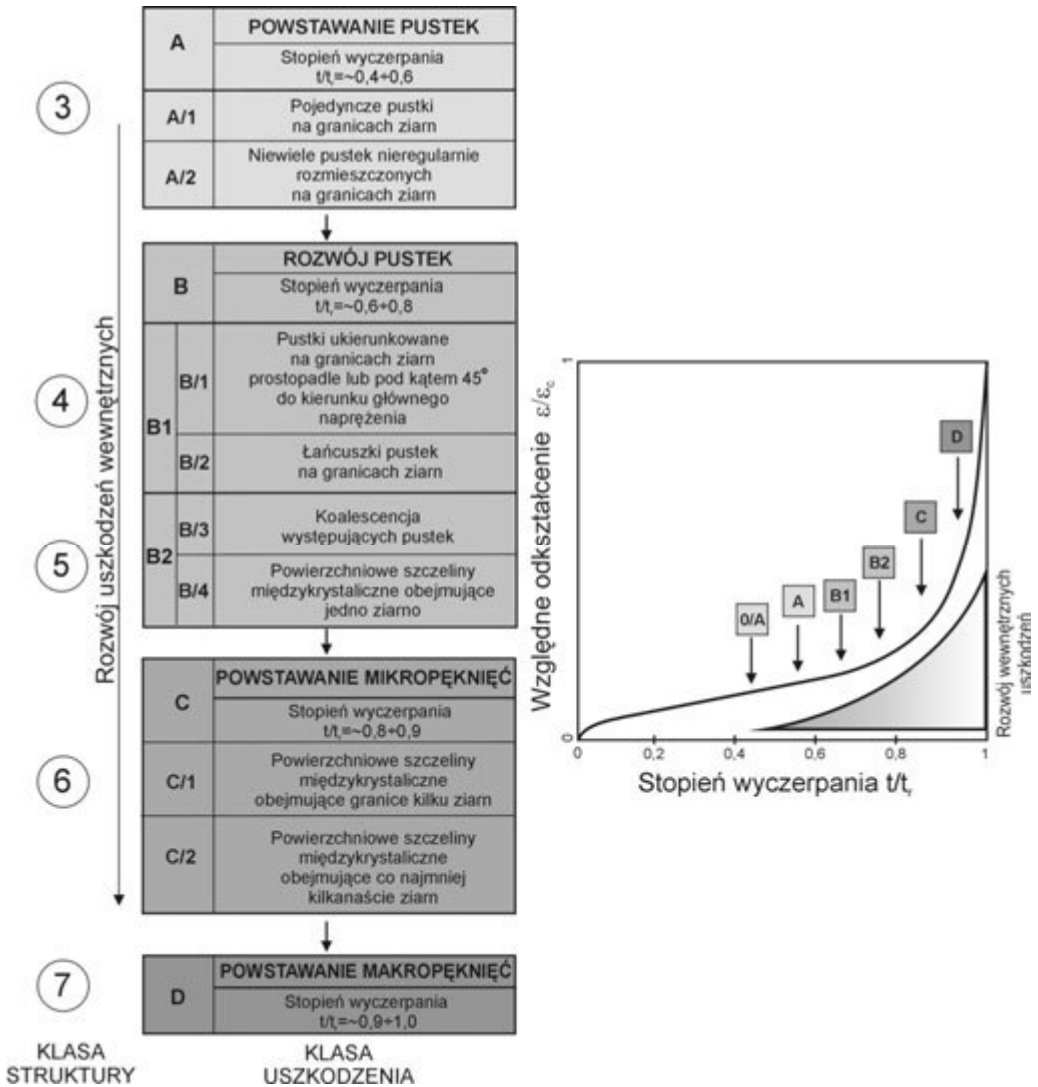 3
A
POWSTAWANIE PUSTEK
Stopień wyczerpania
t/tᵣ=~0,4÷0,6
A/1
Pojedyncze pustki
na granicach ziarn
A/2
Niewiele pustek nieregularnie
rozmieszczonych
na granicach ziarn
Rozwój uszkodzeń wewnętrznych
4
5
B
ROZWÓJ PUSTEK
Stopień wyczerpania
t/tᵣ=~0,6÷0,8
B1
B/1
Pustki ukierunkowane
na granicach ziarn
prostopadle lub pod kątem 45°
do kierunku głównego
naprężenia
B/2
Łańcuszki pustek
na granicach ziarn
B2
B/3
Koalescencja
występujących pustek
B/4
Powierzchniowe szczeliny
międzykrystaliczne obejmujące
jedno ziarno
6
C
POWSTAWANIE MIKROPĘKNIĘĆ
Stopień wyczerpania
t/tᵣ=~0,8÷0,9
C/1
Powierzchniowe szczeliny
międzykrystaliczne
obejmujące granice kilku ziarn
C/2
Powierzchniowe szczeliny
międzykrystaliczne
obejmujące co najmniej
kilkanaście ziarn
7
D
POWSTAWANIE MAKROPĘKNIĘĆ
Stopień wyczerpania
t/tᵣ=~0,9÷1,0
KLASA
STRUKTURY
KLASA
USZKODZENIA
Względne odkształcenie ε/εc
1
0
0/A
A
B1
B2
C
D
0 0,2 0,4 0,6 0,8 1
Stopień wyczerpania t/tᵣ
Rozwój wewnętrznych
uszkodzeń